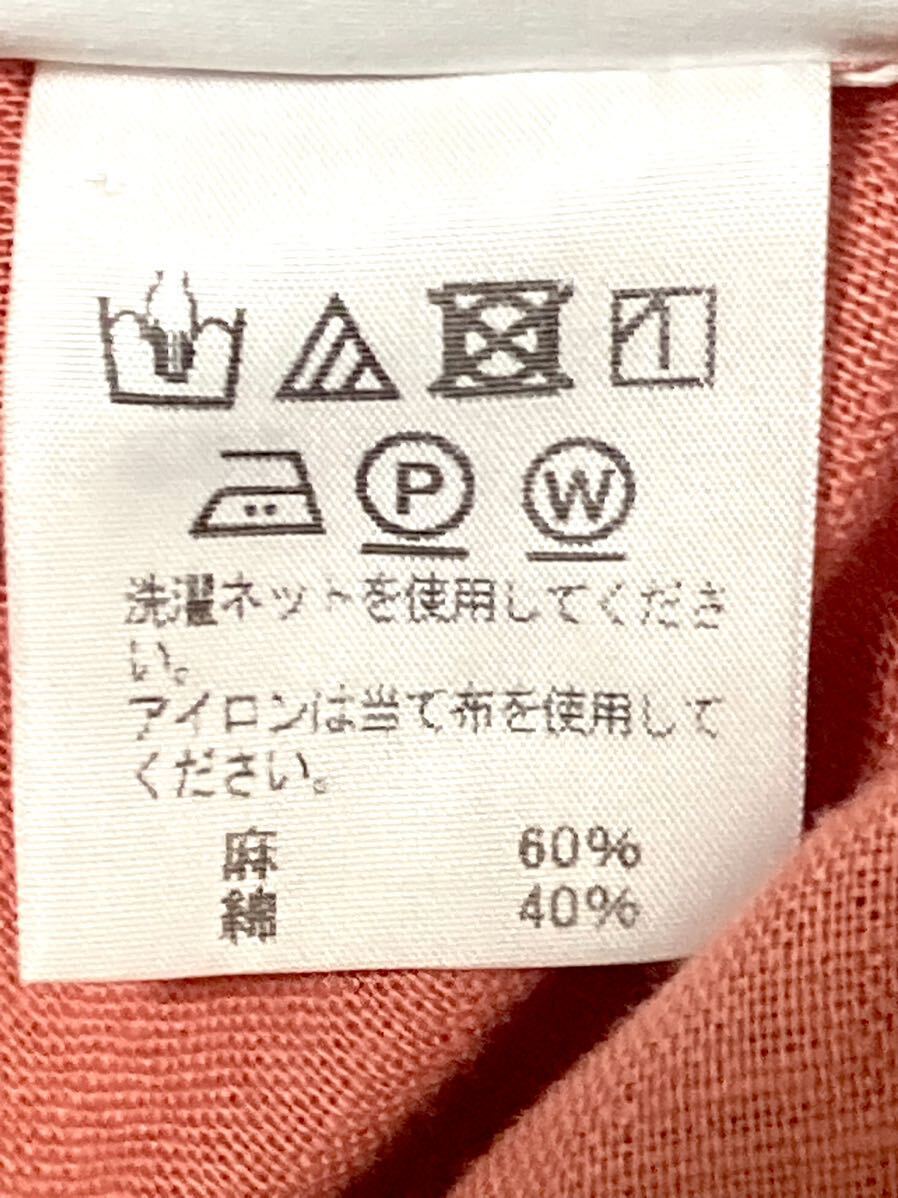 P W
洗濯ネットを使用してくださ
い。
アイロンは当て布を使用して
ください。
麻 60%
綿 40%